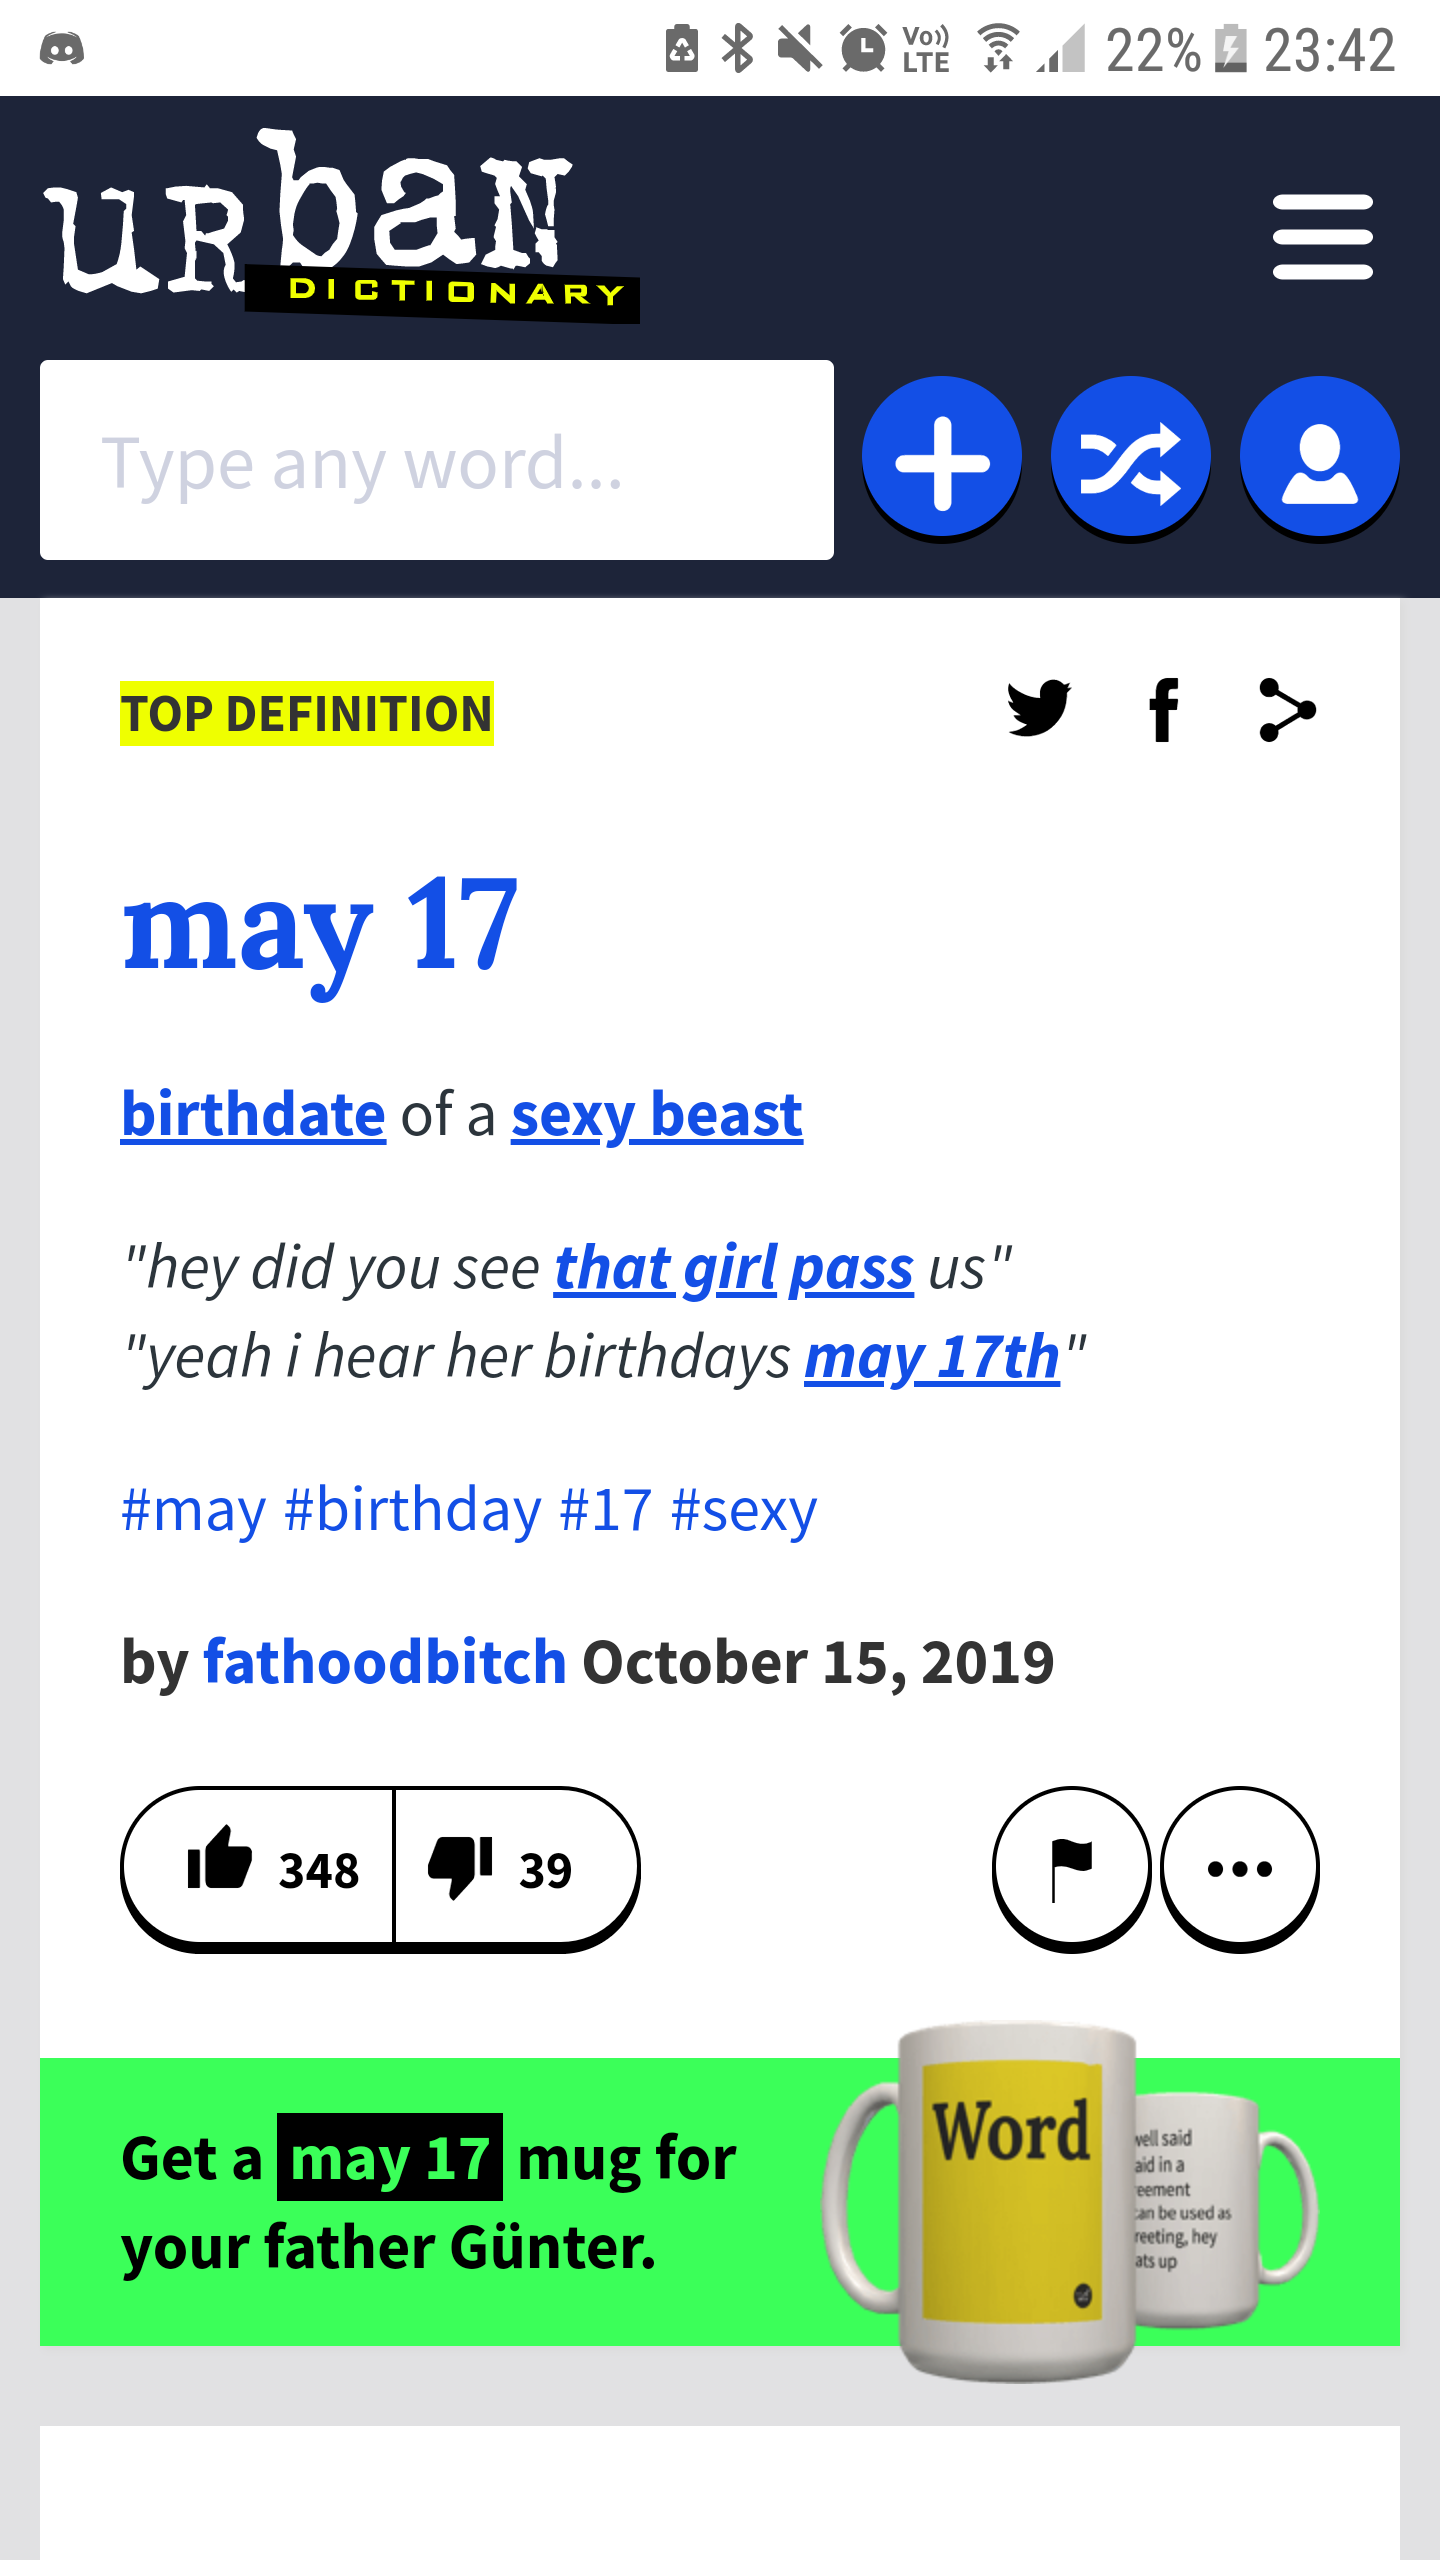 Vo)) LTE 22% 23:42
urban
DICTIONARY
Type any word...
TOP DEFINITION
may 17
birthdate of a sexy beast
"hey did you see that girl pass us"
"yeah i hear her birthdays may 17th"
#may #birthday #17 #sexy
by fathoodbitch October 15, 2019
348 39
Get a may 17 mug for
your father Günter.
Word
well said
aid in a
reement
can be used as
reeting, hey
ats up